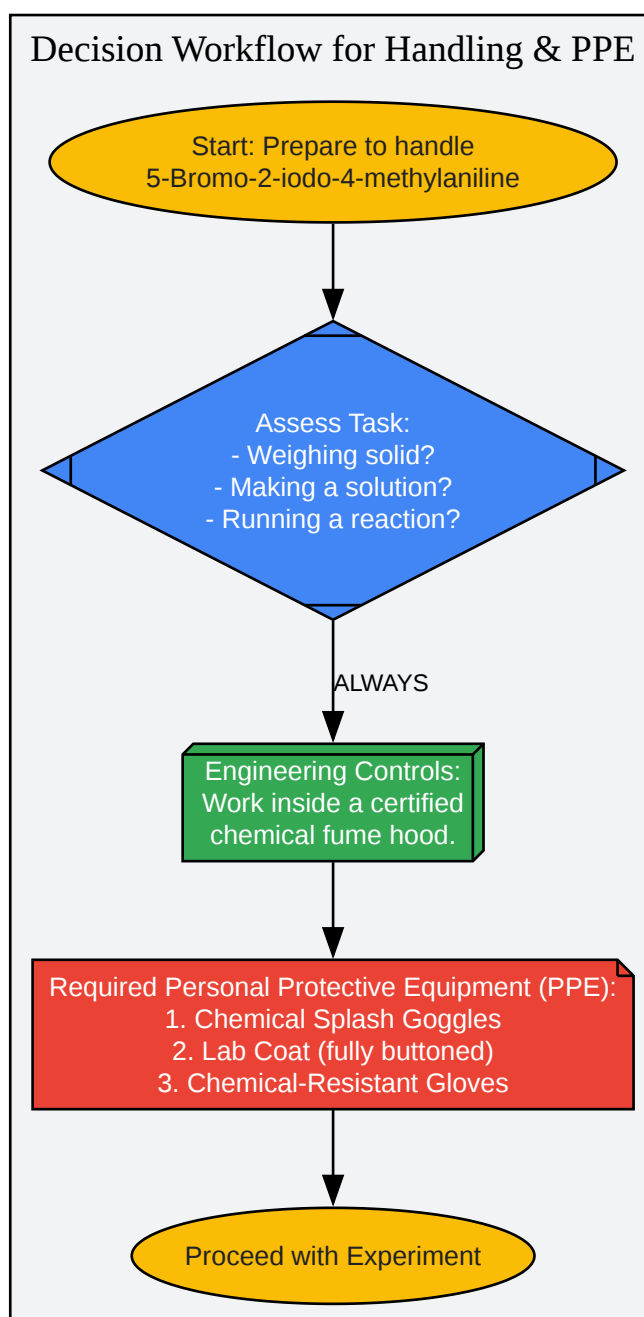 Decision Workflow for Handling & PPE
Start: Prepare to handle
5-Bromo-2-iodo-4-methylaniline
Assess Task:
- Weighing solid?
- Making a solution?
- Running a reaction?
ALWAYS
Engineering Controls:
Work inside a certified
chemical fume hood.
Required Personal Protective Equipment (PPE):
1. Chemical Splash Goggles
2. Lab Coat (fully buttoned)
3. Chemical-Resistant Gloves
Proceed with Experiment